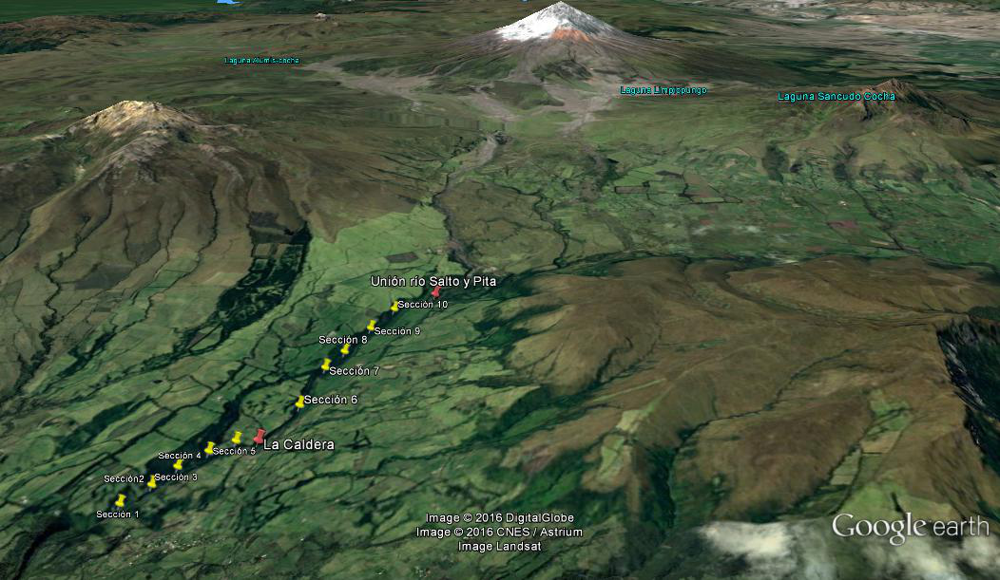 Laguna Alumis-cocha
Laguna Limpiopungo
Laguna Sancudo Cocha
Unión río Salto y Pita
Sección 10
Sección 9
Sección 8
Sección 7
Sección 6
La Caldera
Sección 5
Sección 4
Sección 3
Sección2
Sección 1
Image © 2016 DigitalGlobe
Image © 2016 CNES / Astrium
Image Landsat
Google earth